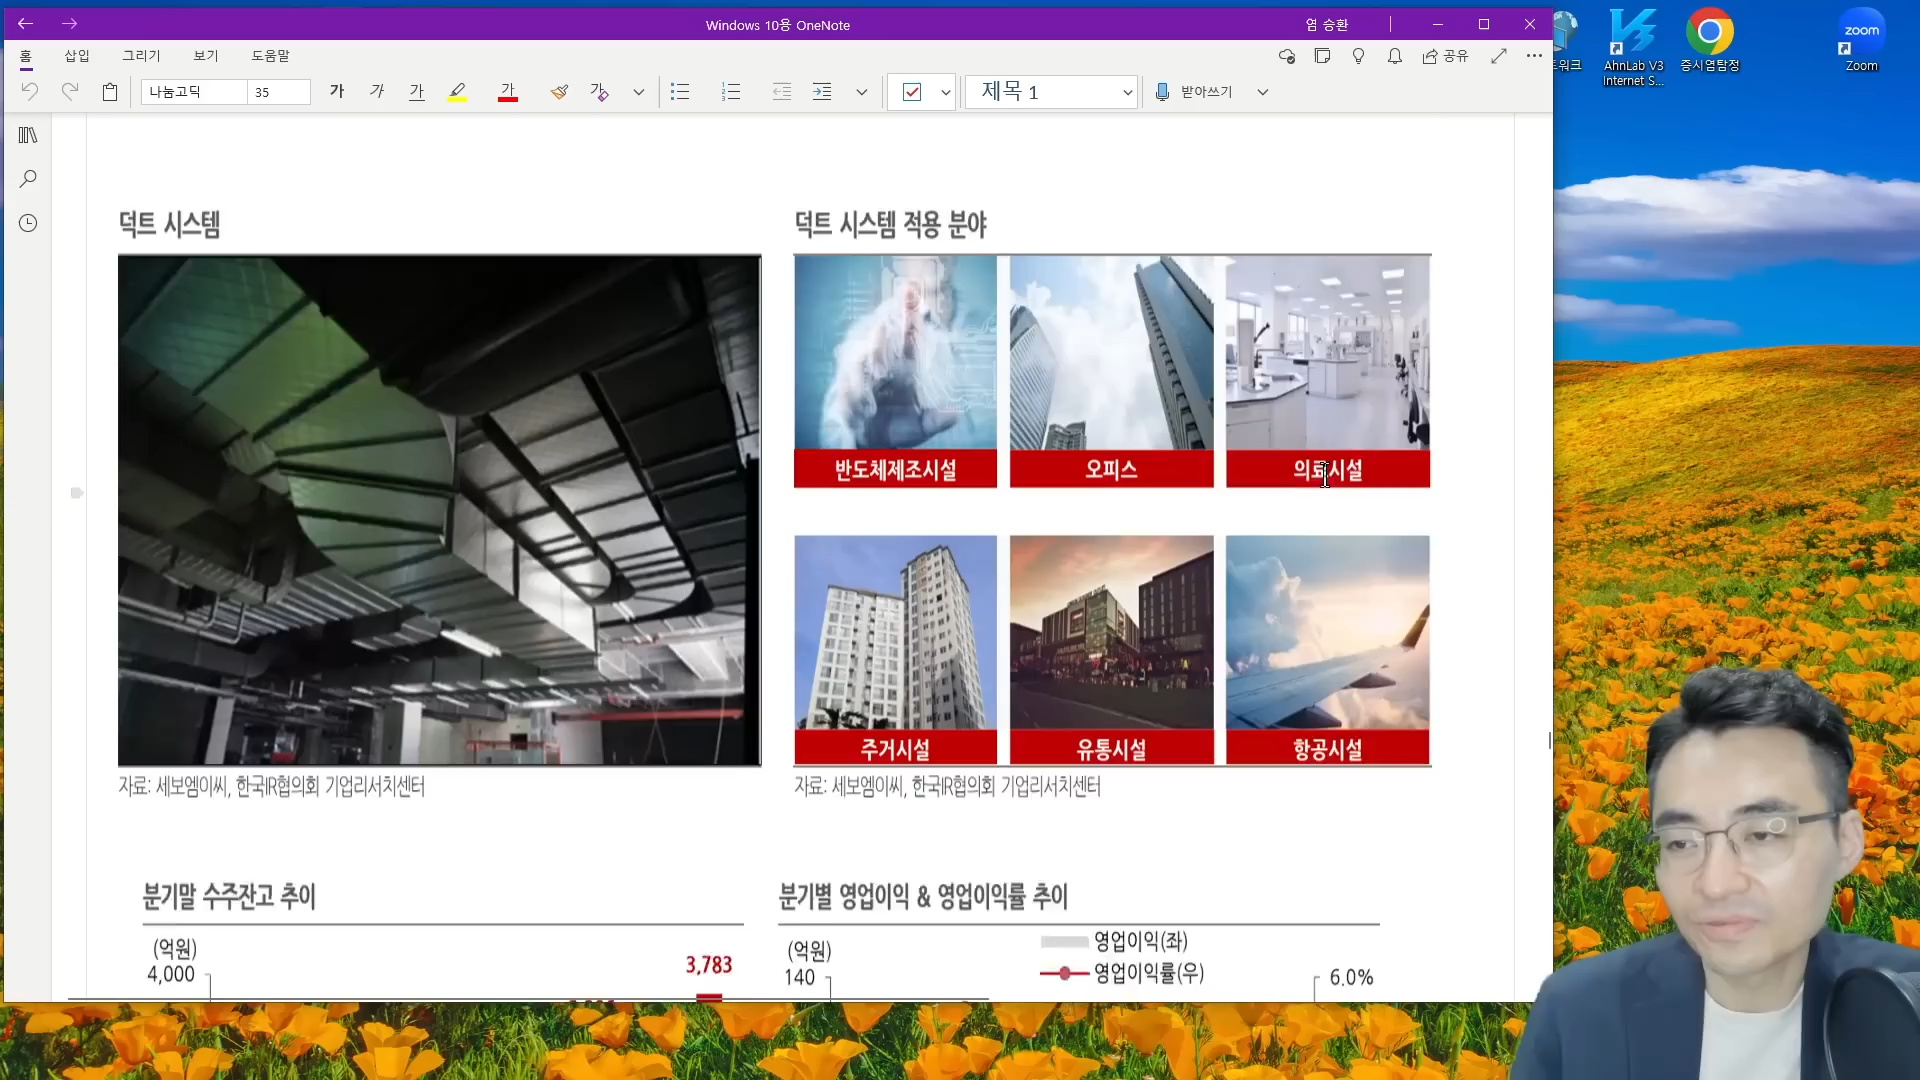 Windows 10용 OneNote
염 승환
홈 삽입 그리기 보기 도움말
공유
나눔고딕 35 가 가 가 가 가 제목 1 받아쓰기
AhnLab V3
Internet S...
증시염탐정
zoom
Zoom
덕트 시스템
덕트 시스템 적용 분야
반도체제조시설
오피스
의료시설
주거시설
유통시설
항공시설
자료: 세보엠이씨, 한국IR협의회 기업리서치센터
자료: 세보엠이씨, 한국IR협의회 기업리서치센터
분기말 수주잔고 추이
(억원)
4,000
3,783
분기별 영업이익 & 영업이익률 추이
(억원)
140
영업이익(좌)
영업이익률(우)
6.0%